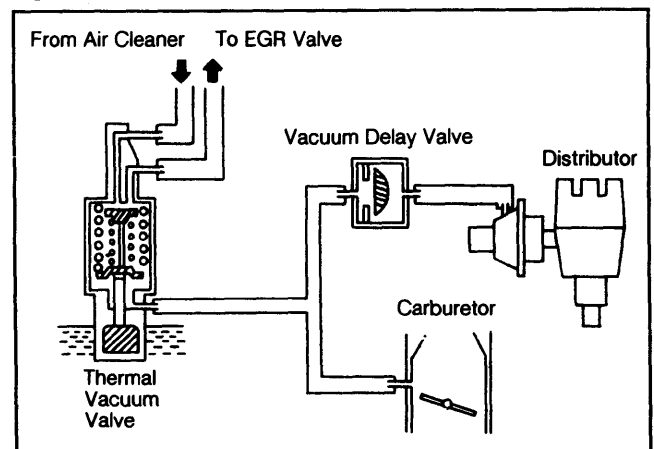 From Air Cleaner To EGR Valve
Vacuum Delay Valve
Distributor
Carburetor
Thermal
Vacuum
Valve